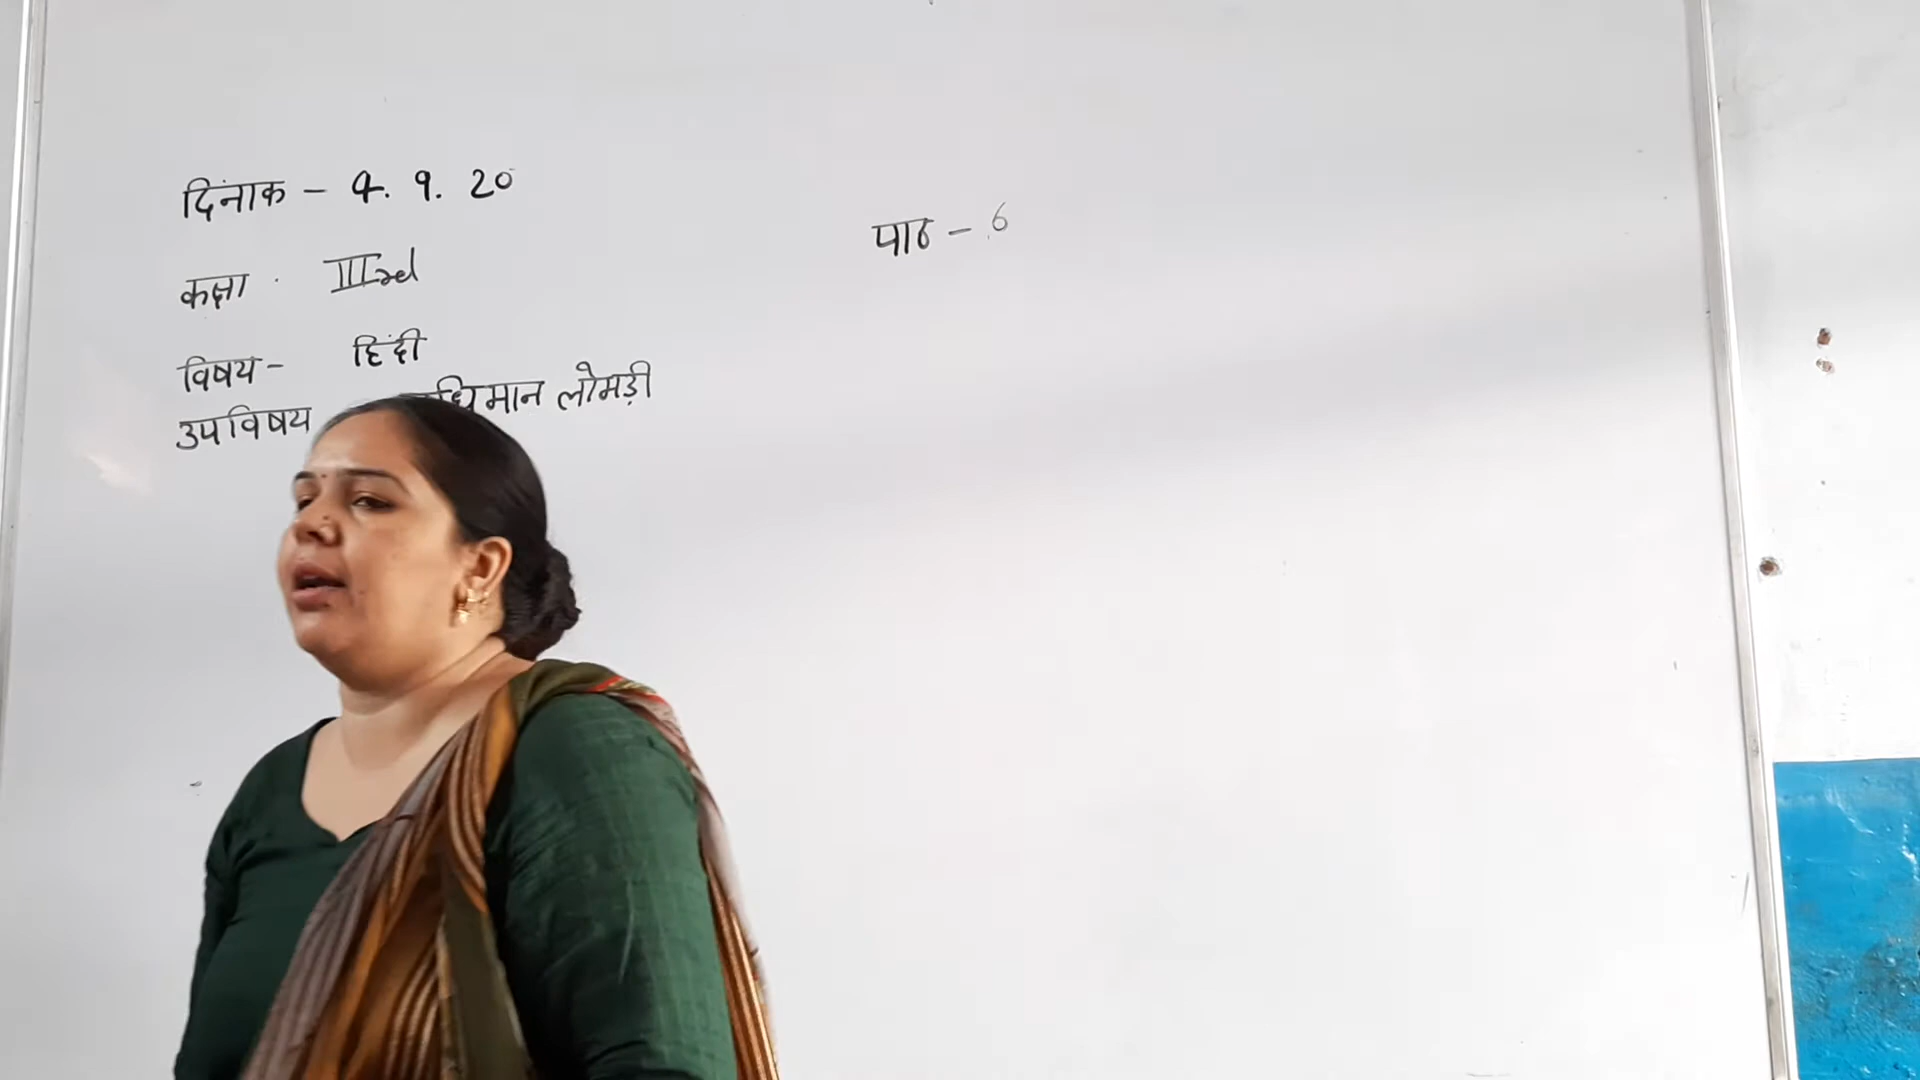 दिनांक - 4. 9. 20
कक्षा . IIIrd
विषय - हिंदी
उपविषय लोमड़ी
पाठ - 6